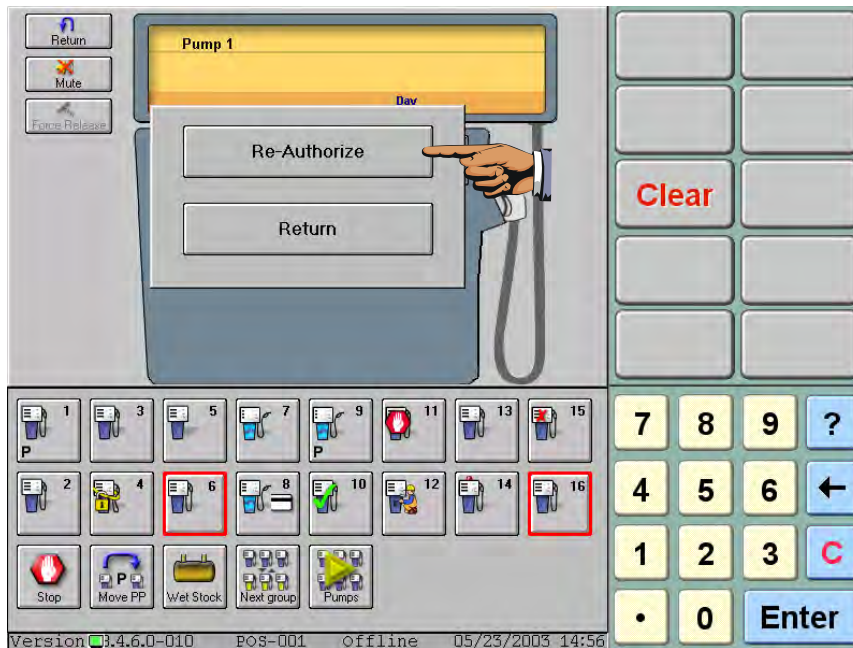 Return
Mute
Force Release
Pump 1
Day
Re-Authorize
Return
Clear
1 3 5 7 9 11 13 15
P P
2 4 6 8 10 12 14 16
Stop
Move PP
P
Wet Stock
Next group
Pumps
7 8 9 ?
4 5 6 ←
1 2 3 C
• 0 Enter
Version 3.4.6.0-010 POS-001 Offline 05/23/2003 14:56